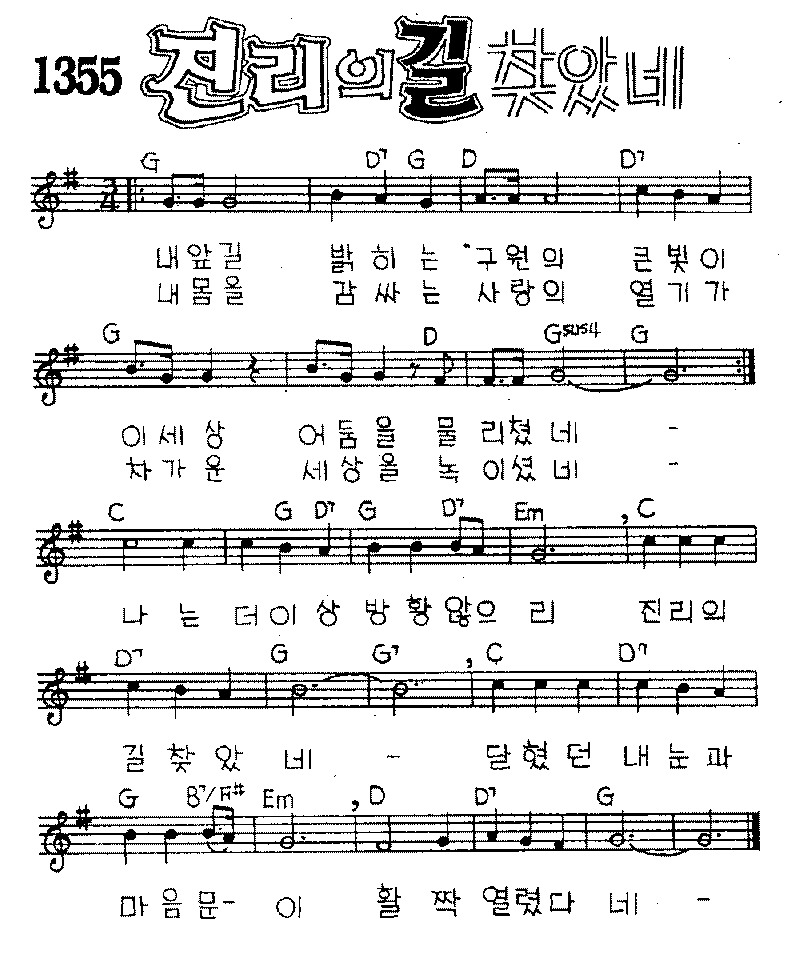 1355 진리의길 찾았네
3/4
G D7 G D D7
내앞길 밝히는 구원의 큰빛이
내몸을 감싸는 사랑의 열기가
G D Gsus4 G
이세상 어둠을 물리쳤네 -
차가운 세상을 녹이셨네 -
C G D7 G D7 Em C
나는 더이상 방황않으리 진리의
D7 G G7 C D7
길찾았네 - 닫혔던 내눈과
G B7/F# Em D D7 G
마음문- 이 활짝열렸다네 -